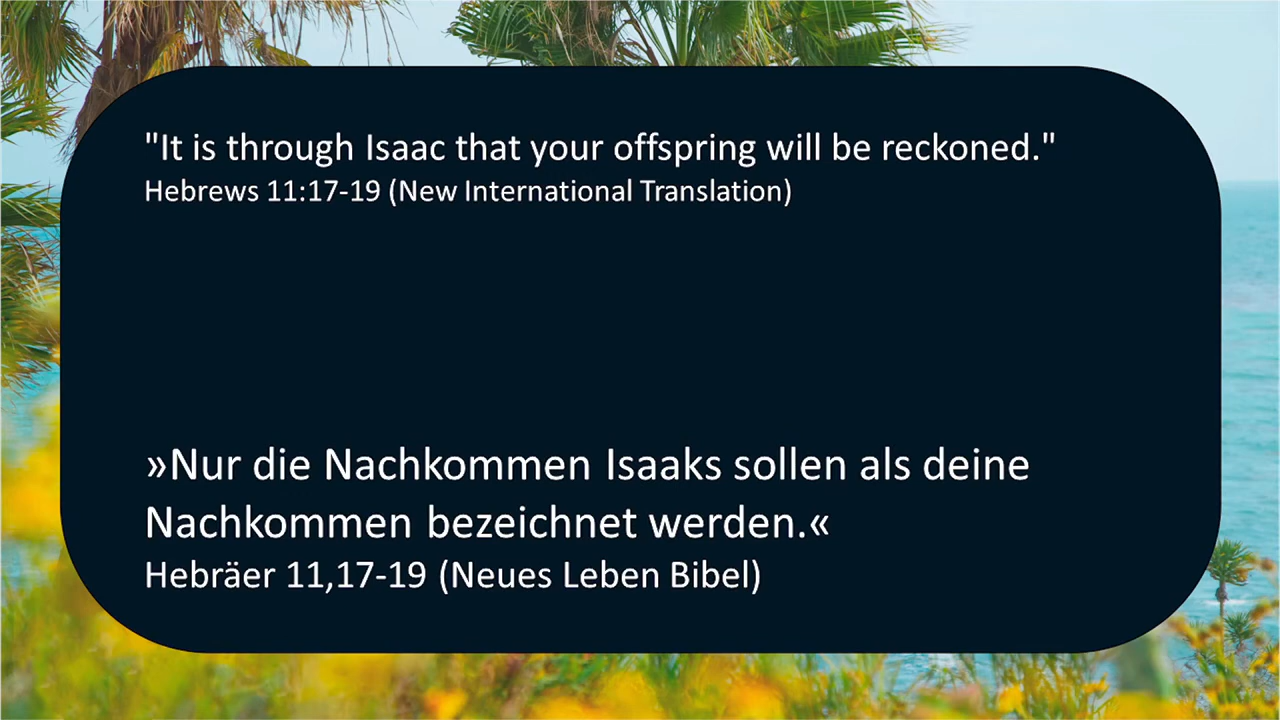 "It is through Isaac that your offspring will be reckoned."
Hebrews 11:17-19 (New International Translation)
»Nur die Nachkommen Isaaks sollen als deine
Nachkommen bezeichnet werden.«
Hebräer 11,17-19 (Neues Leben Bibel)